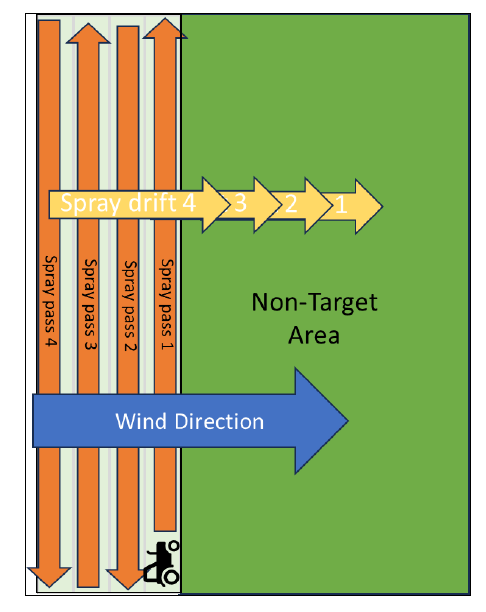 Spray drift 4
3
2
1
Spray pass 4
Spray pass 3
Spray pass 2
Spray pass 1
Non-Target
Area
Wind Direction